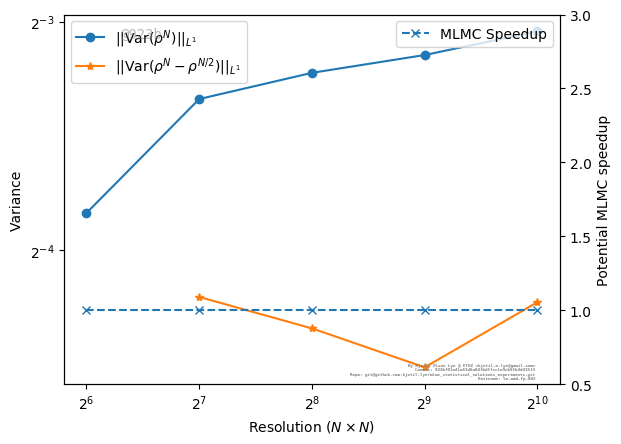 2^{-3}
2^{-4}
Variance
||Var(ρ^N)||_{L^1}
||Var(ρ^N − ρ^{N/2})||_{L^1}
MLMC Speedup
3.0
2.5
2.0
1.5
1.0
0.5
Potential MLMC speedup
2^6
2^7
2^8
2^9
2^{10}
Resolution (N × N)